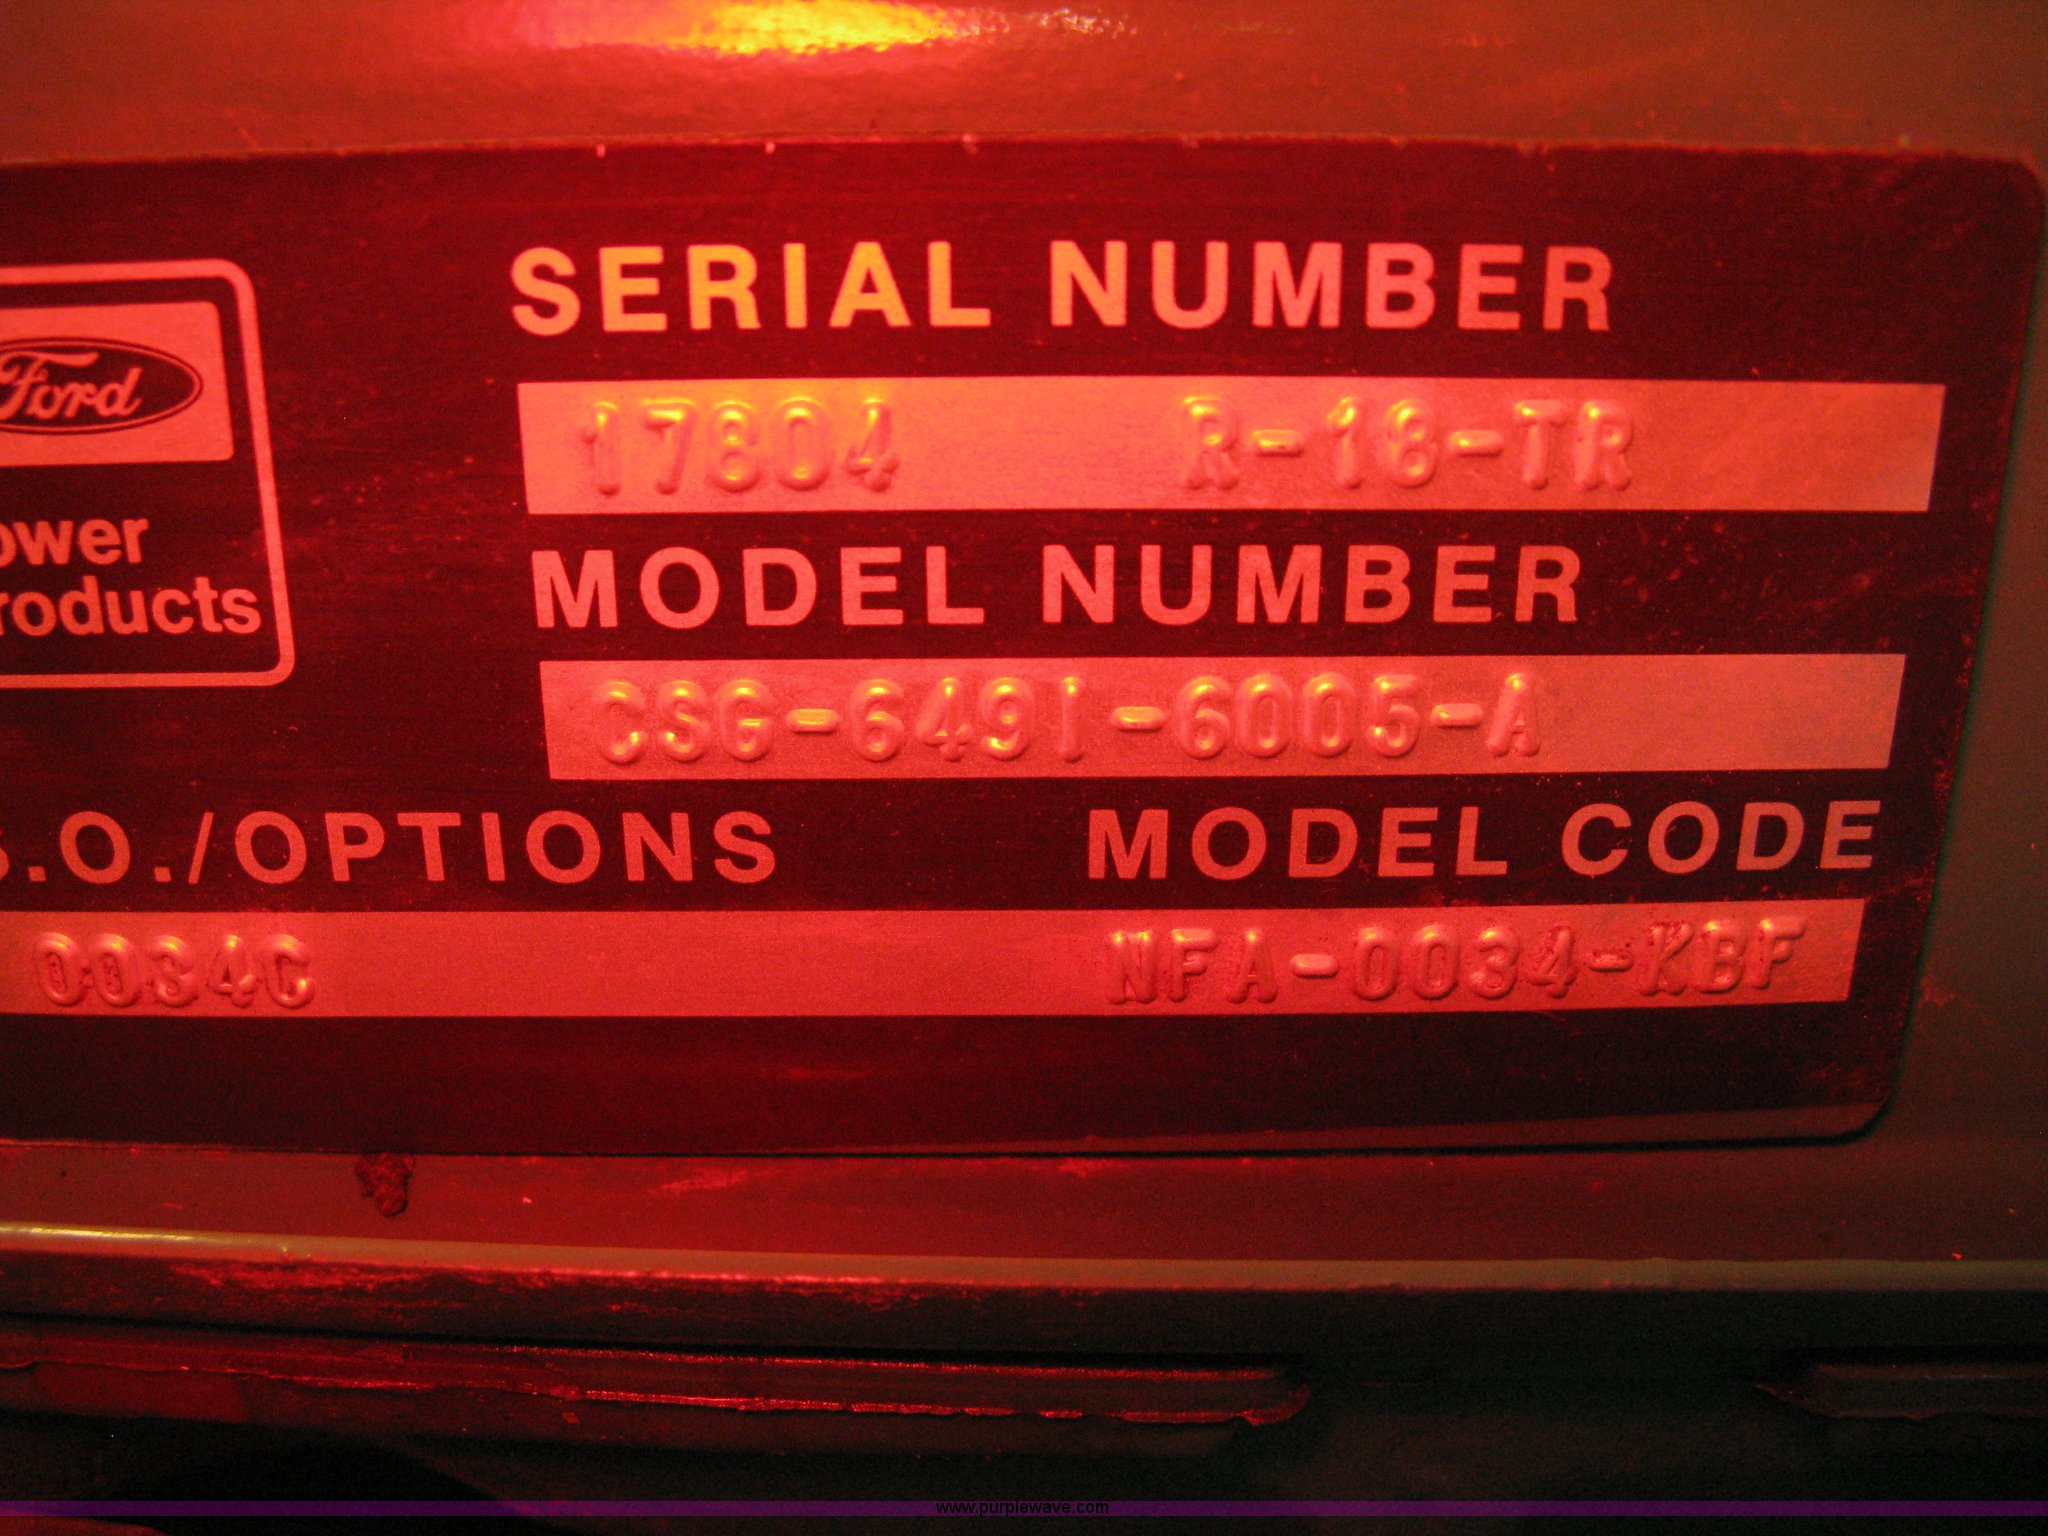 SERIAL NUMBER
17804 R-18-TR
Ford
ower
roducts
MODEL NUMBER
CSG-6491-6005-A
S.O./OPTIONS MODEL CODE
0034C NFA-0034-KBF
www.purplewave.com